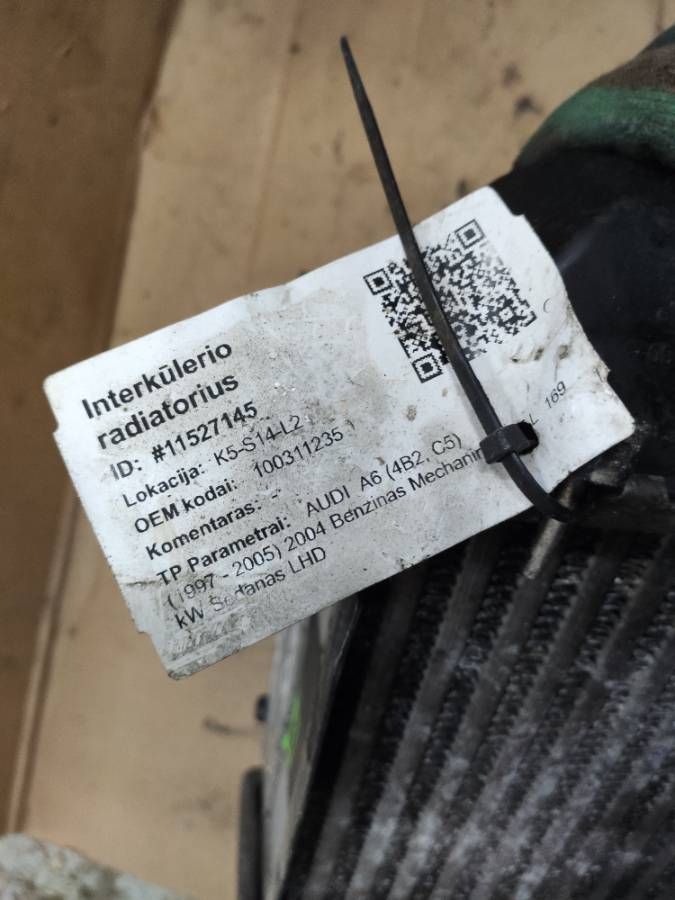 Interkūlerio
radiatorius
ID: #11527145
Lokacija: K5-S14-L2
OEM kodai: 100311235
Komentaras: -
TP Parametrai: AUDI A6 (4B2, C5)
(1997 - 2005) 2004 Benzinas L 169
kW Sedanas LHD